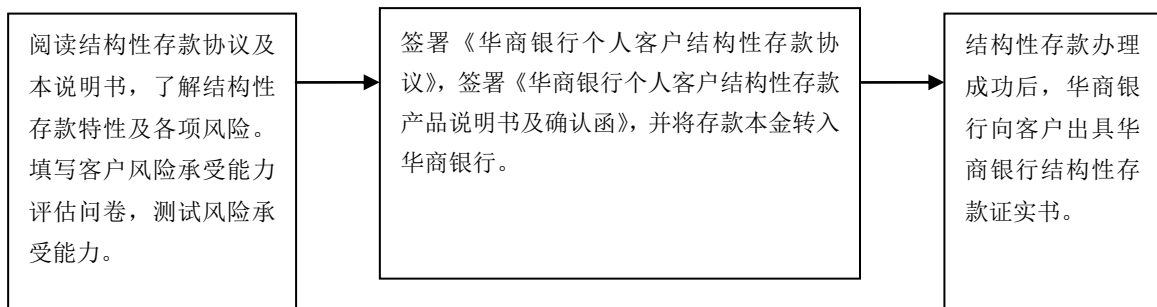 阅读结构性存款协议及
本说明书，了解结构性
存款特性及各项风险。
填写客户风险承受能力
评估问卷，测试风险承
受能力。
签署《华商银行个人客户结构性存款协
议》，签署《华商银行个人客户结构性存款
产品说明书及确认函》，并将存款本金转入
华商银行。
结构性存款办理
成功后，华商银
行向客户出具华
商银行结构性存
款证实书。